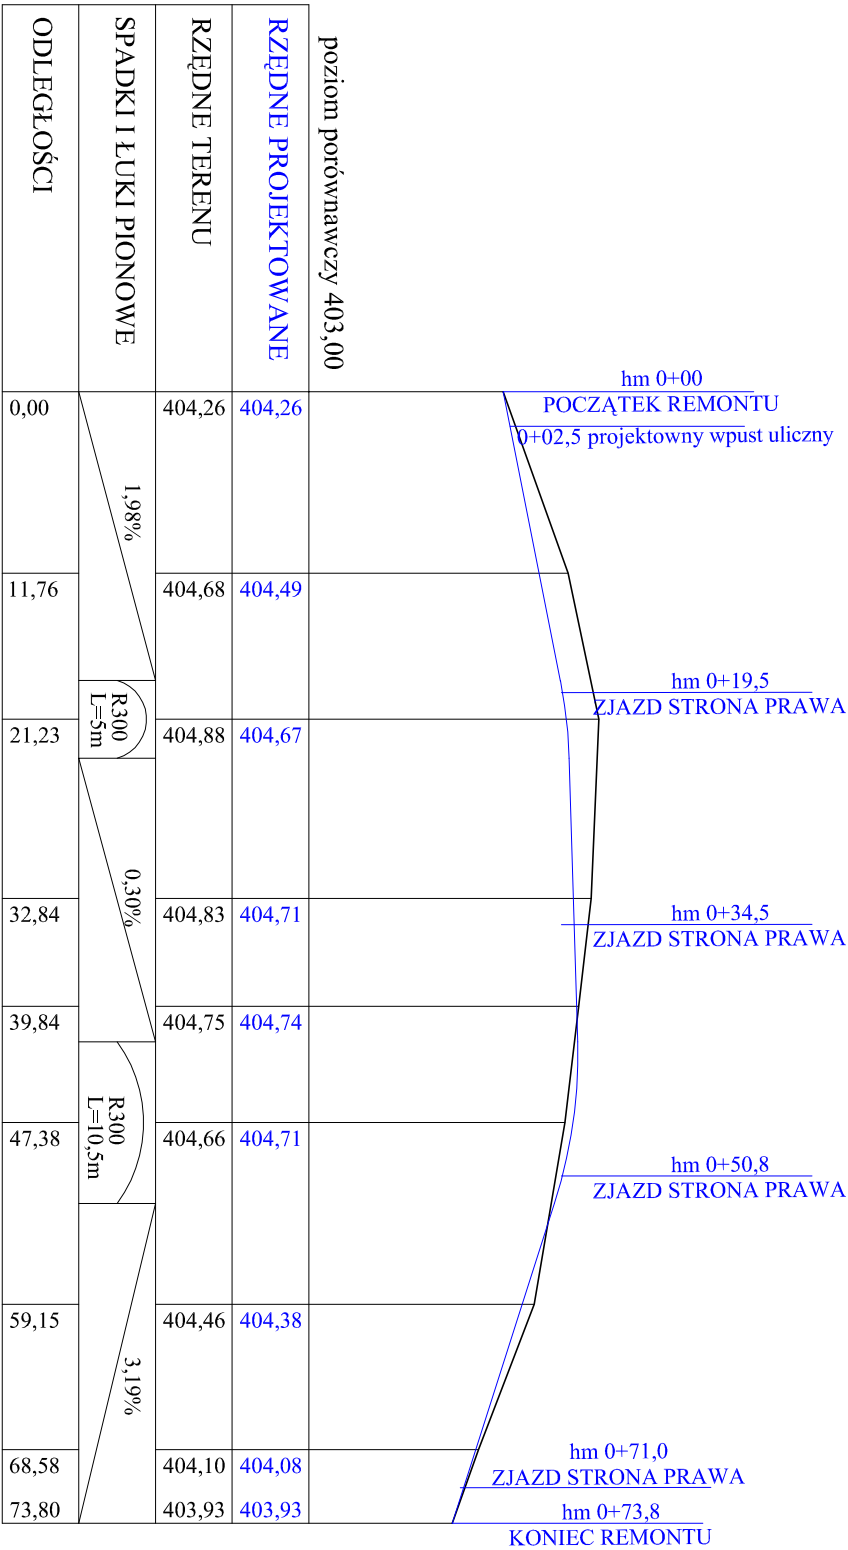 poziom porównawczy 403,00
RZĘDNE PROJEKTOWANE
RZĘDNE TERENU
SPADKI I ŁUKI PIONOWE
ODLEGŁOŚCI
hm 0+00
POCZĄTEK REMONTU
0+02,5 projektowny wpust uliczny
hm 0+19,5
ZJAZD STRONA PRAWA
hm 0+34,5
ZJAZD STRONA PRAWA
hm 0+50,8
ZJAZD STRONA PRAWA
hm 0+71,0
ZJAZD STRONA PRAWA
hm 0+73,8
KONIEC REMONTU
0,00 404,26 404,26
1,98%
11,76 404,68 404,49
R300
L=5m
21,23 404,88 404,67
0,30%
32,84 404,83 404,71
39,84 404,75 404,74
R300
L=10,5m
47,38 404,66 404,71
59,15 404,46 404,38
3,19%
68,58 404,10 404,08
73,80 403,93 403,93